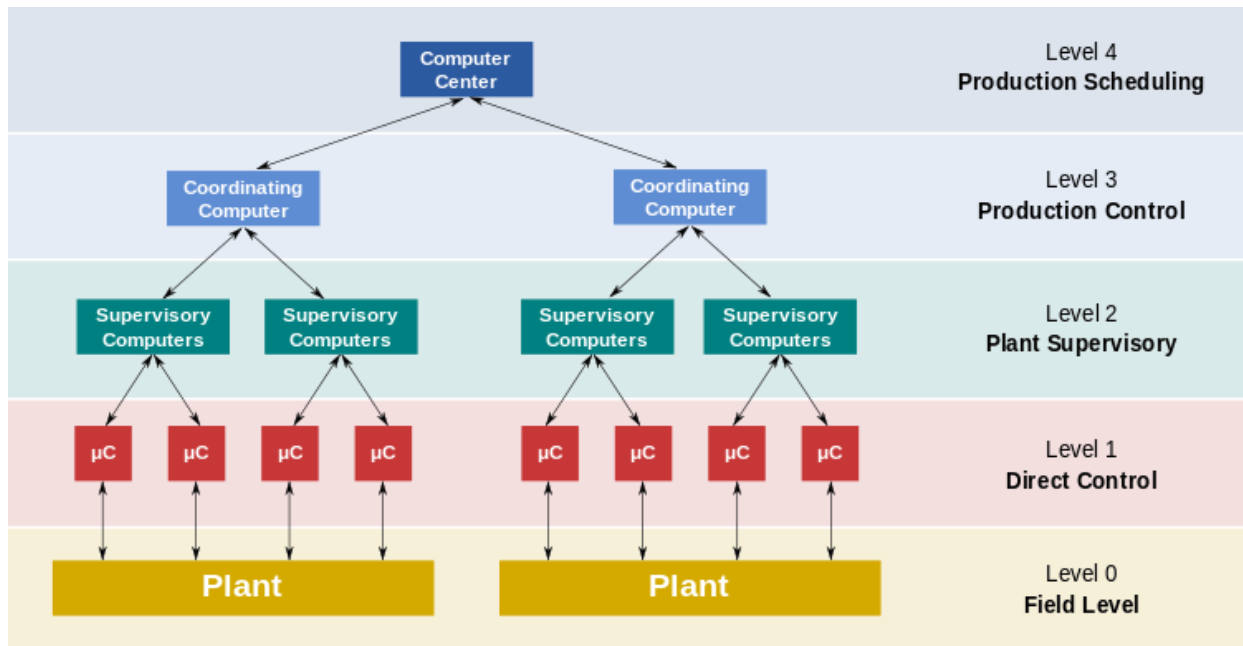 Computer
Center
Level 4
Production Scheduling
Coordinating
Computer
Coordinating
Computer
Level 3
Production Control
Supervisory
Computers
Supervisory
Computers
Supervisory
Computers
Supervisory
Computers
Level 2
Plant Supervisory
µC
µC
µC
µC
µC
µC
µC
µC
Level 1
Direct Control
Plant
Plant
Level 0
Field Level